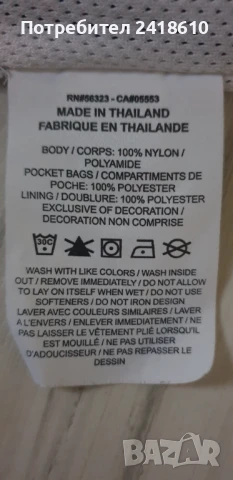 Потребител 2418610
RN#56323 - CA#05553
MADE IN THAILAND
FABRIQUE EN THAILANDE
BODY / CORPS: 100% NYLON /
POLYAMIDE
POCKET BAGS / COMPARTIMENTS DE
POCHE: 100% POLYESTER
LINING / DOUBLURE: 100% POLYESTER
EXCLUSIVE OF DECORATION /
DECORATION NON COMPRISE
30C
WASH WITH LIKE COLORS / WASH INSIDE
OUT / REMOVE IMMEDIATELY / DO NOT ALLOW
TO LAY ON ITSELF WHEN WET / DO NOT USE
SOFTENERS / DO NOT IRON DESIGN
LAVER AVEC COULEURS SIMILAIRES / LAVER
A L'ENVERS / ENLEVER IMMEDIATEMENT / NE
PAS LAISSER LE VÊTEMENT PLIÉ LORSQU'IL
EST MOUILLÉ / NE PAS UTILISER
D'ADOUCISSEUR / NE PAS REPASSER LE
DESSIN
BAZAR
bg